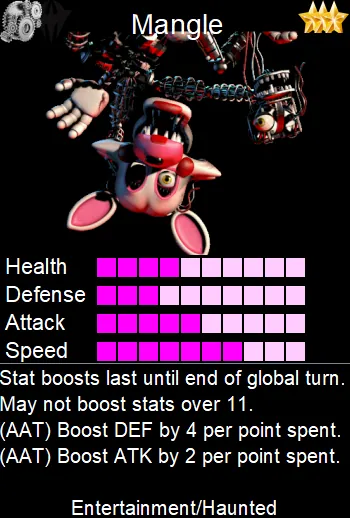 Mangle
Health
Defense
Attack
Speed
Stat boosts last until end of global turn.
May not boost stats over 11.
(AAT) Boost DEF by 4 per point spent.
(AAT) Boost ATK by 2 per point spent.
Entertainment/Haunted